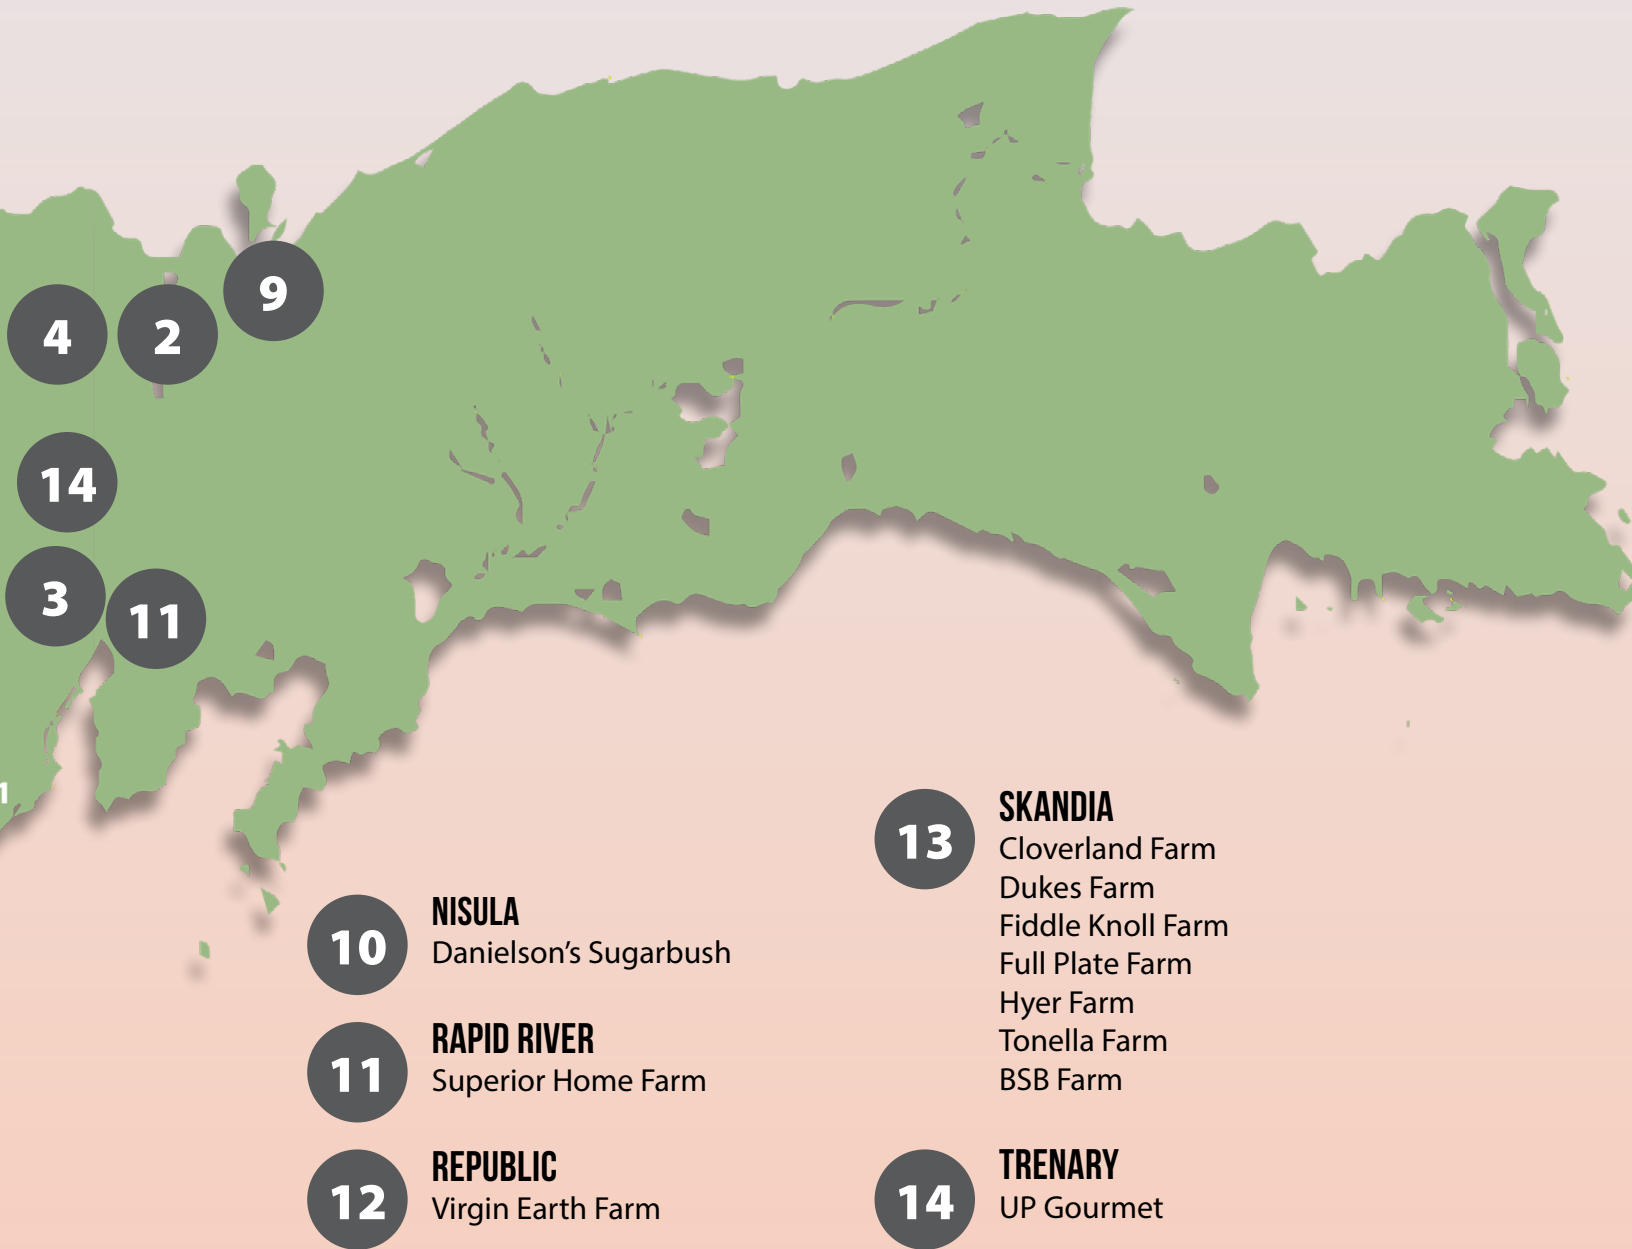 9
4
2
14
3
11
1
10
NISULA
Danielson’s Sugarbush
11
RAPID RIVER
Superior Home Farm
12
REPUBLIC
Virgin Earth Farm
13
SKANDIA
Cloverland Farm
Dukes Farm
Fiddle Knoll Farm
Full Plate Farm
Hyer Farm
Tonella Farm
BSB Farm
14
TRENARY
UP Gourmet